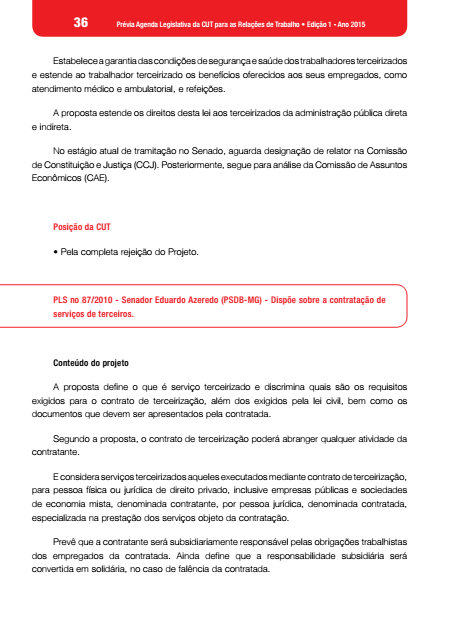 36 Prévia Agenda Legislativa da CUT para as Relações de Trabalho • Edição 1 - Ano 2015
Estabelece a garantia das condições de segurança e saúde dos trabalhadores terceirizados
e estende ao trabalhador terceirizado os benefícios oferecidos aos seus empregados, como
atendimento médico e ambulatorial, e refeições.
A proposta estende os direitos desta lei aos terceirizados da administração pública direta
e indireta.
No estágio atual de tramitação no Senado, aguarda designação de relator na Comissão
de Constituição e Justiça (CCJ). Posteriormente, segue para análise da Comissão de Assuntos
Econômicos (CAE).
Posição da CUT
• Pela completa rejeição do Projeto.
PLS no 87/2010 - Senador Eduardo Azeredo (PSDB-MG) - Dispõe sobre a contratação de
serviços de terceiros.
Conteúdo do projeto
A proposta define o que é serviço terceirizado e discrimina quais são os requisitos
exigidos para o contrato de terceirização, além dos exigidos pela lei civil, bem como os
documentos que devem ser apresentados pela contratada.
Segundo a proposta, o contrato de terceirização poderá abranger qualquer atividade da
contratante.
E considera serviços terceirizados aqueles executados mediante contrato de terceirização,
para pessoa física ou jurídica de direito privado, inclusive empresas públicas e sociedades
de economia mista, denominada contratante, por pessoa jurídica, denominada contratada,
especializada na prestação dos serviços objeto da contratação.
Prevê que a contratante será subsidiariamente responsável pelas obrigações trabalhistas
dos empregados da contratada. Ainda define que a responsabilidade subsidiária será
convertida em solidária, no caso de falência da contratada.